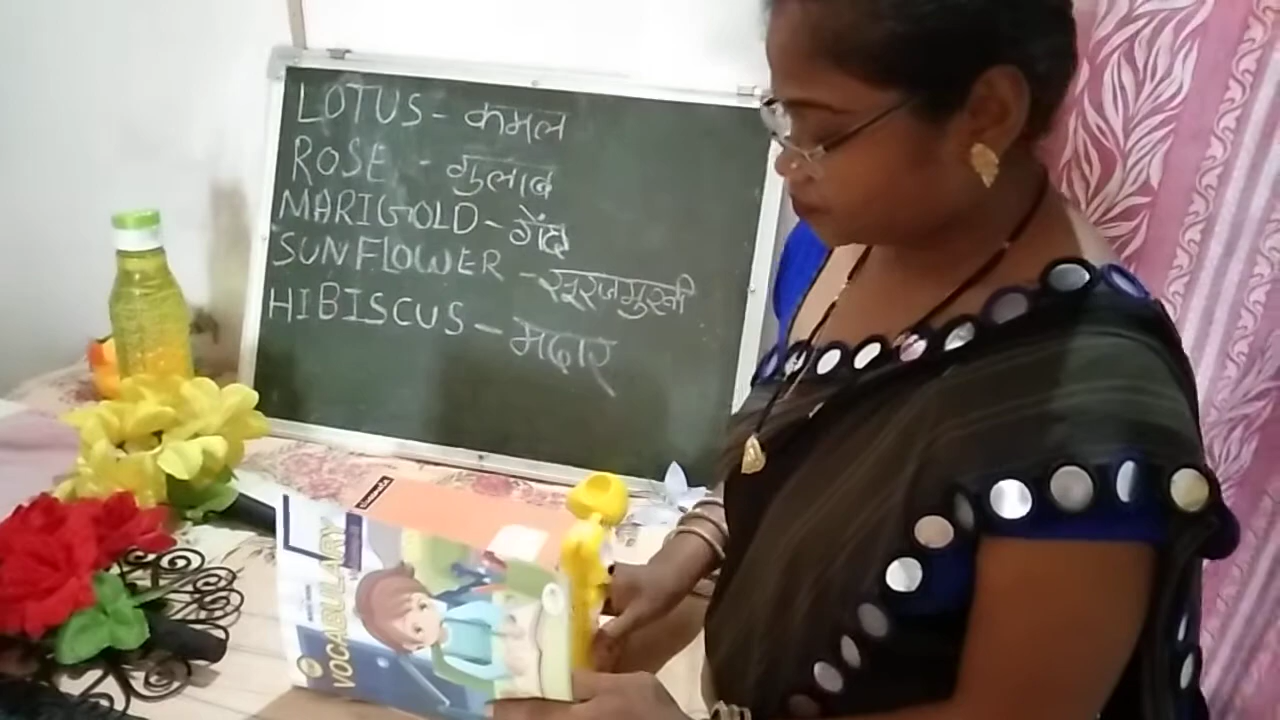 LOTUS - कमल
ROSE - गुलाब
MARIGOLD - गेंदा
SUNFLOWER - सूरजमुखी
HIBISCUS - मदार
VOCABULARY